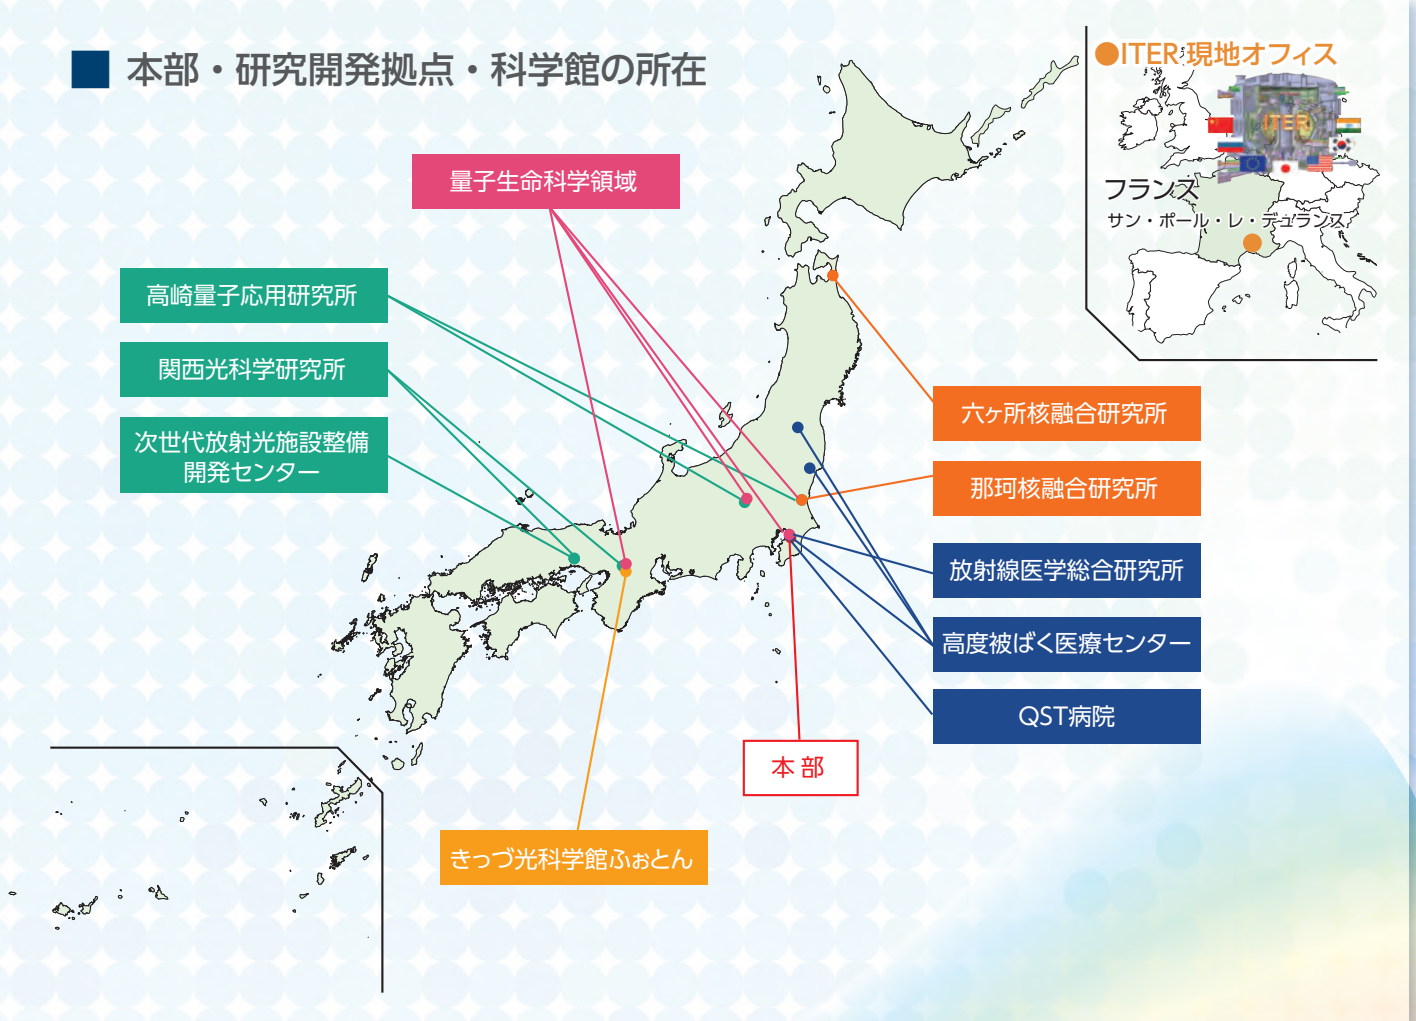 本部・研究開発拠点・科学館の所在
●ITER現地オフィス
ITER
フランス
サン・ポール・レ・デュランス
量子生命科学領域
高崎量子応用研究所
関西光科学研究所
次世代放射光施設整備
開発センター
六ヶ所核融合研究所
那珂核融合研究所
放射線医学総合研究所
高度被ばく医療センター
QST病院
本部
きっづ光科学館ふぉとん